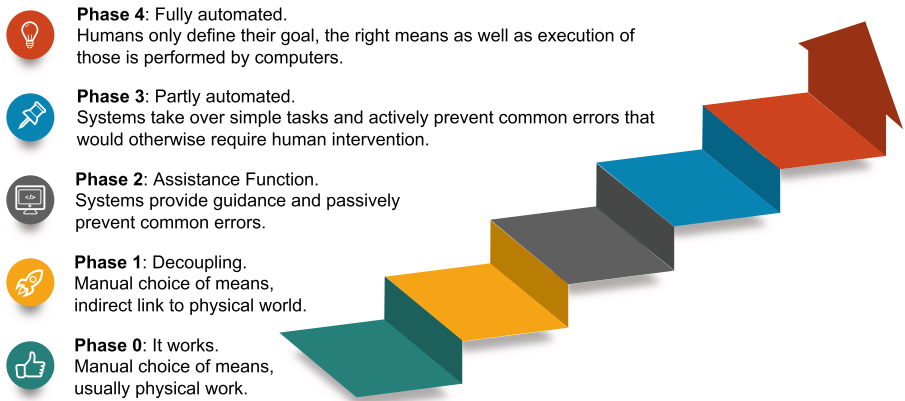 Phase 4: Fully automated.
Humans only define their goal, the right means as well as execution of
those is performed by computers.
Phase 3: Partly automated.
Systems take over simple tasks and actively prevent common errors that
would otherwise require human intervention.
Phase 2: Assistance Function.
Systems provide guidance and passively
prevent common errors.
Phase 1: Decoupling.
Manual choice of means,
indirect link to physical world.
Phase 0: It works.
Manual choice of means,
usually physical work.